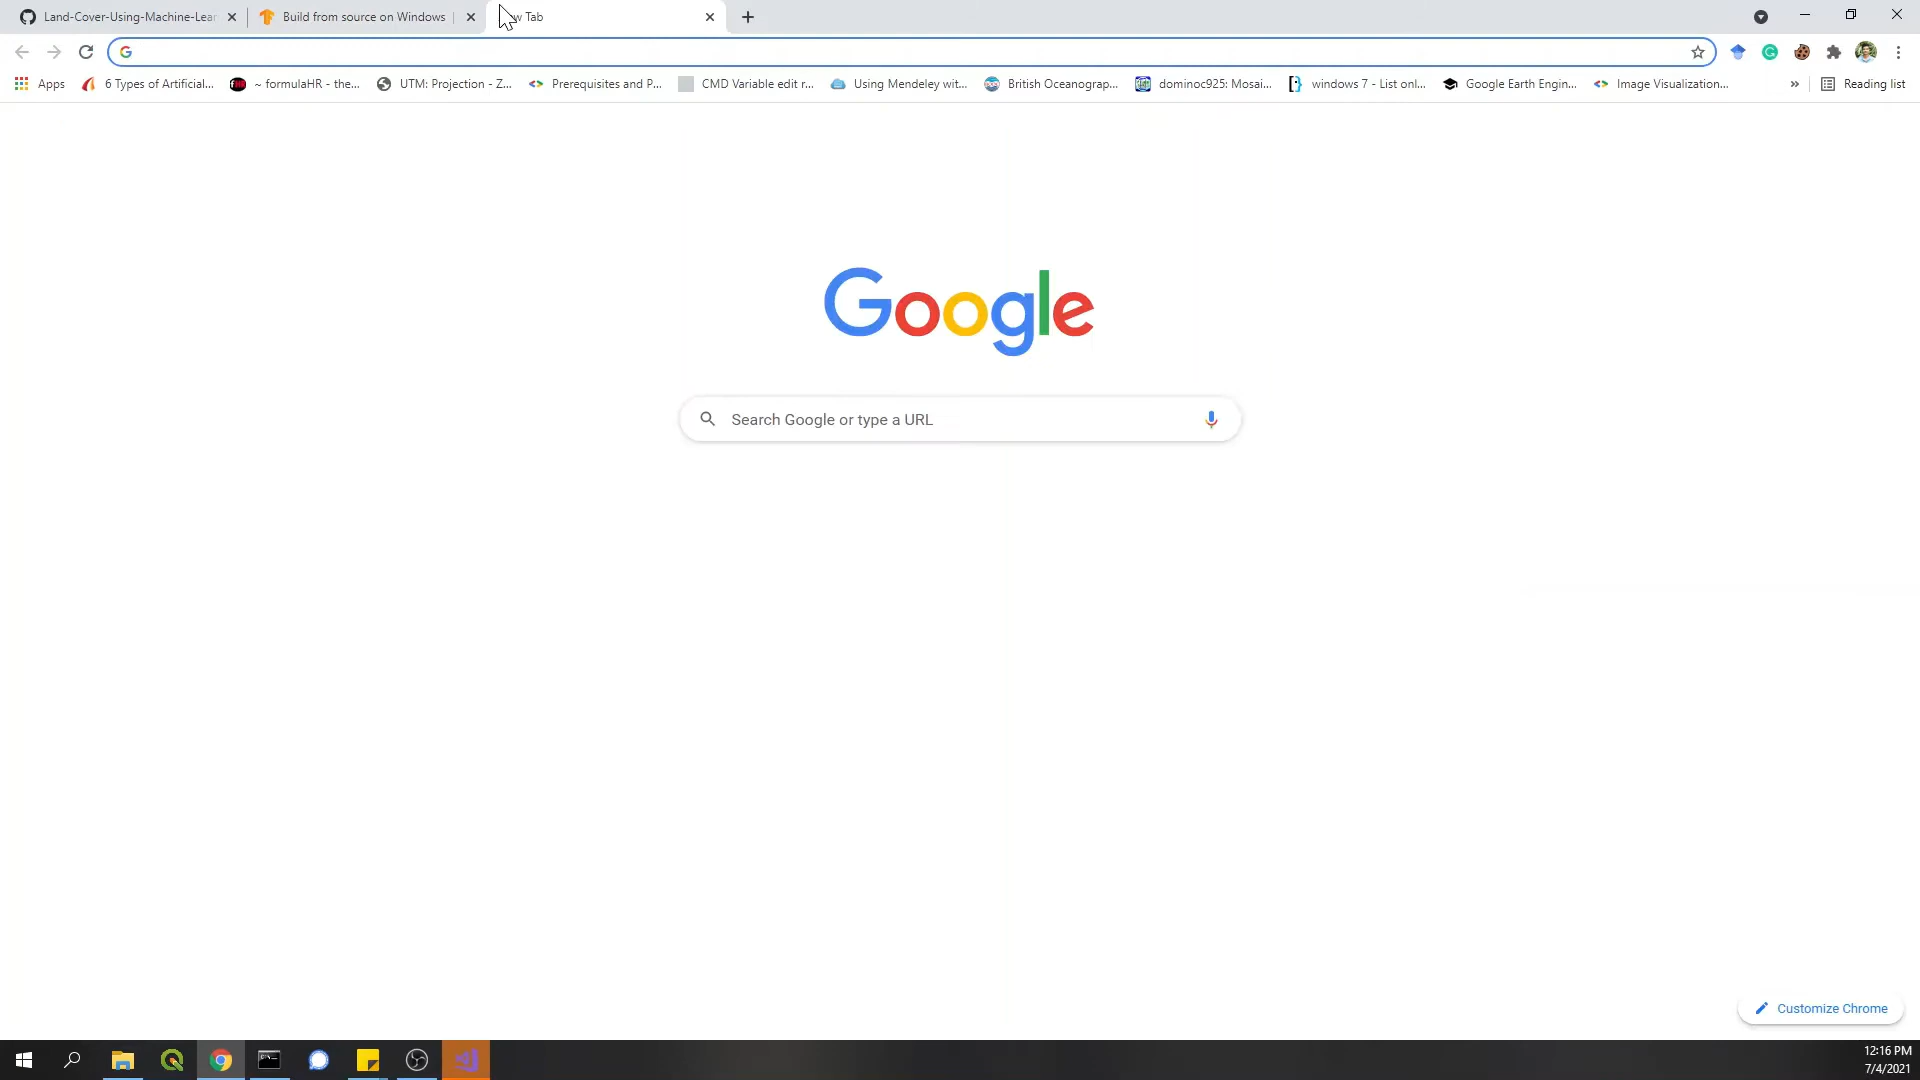 Land-Cover-Using-Machine-Lear
Build from source on Windows
w Tab
Apps
6 Types of Artificial...
~ formulaHR - the...
UTM: Projection - Z...
Prerequisites and P...
CMD Variable edit r...
Using Mendeley wit...
British Oceanograp...
dominoc925: Mosai...
windows 7 - List onl...
Google Earth Engin...
Image Visualization...
»
Reading list
Google
Search Google or type a URL
Customize Chrome
12:16 PM
7/4/2021